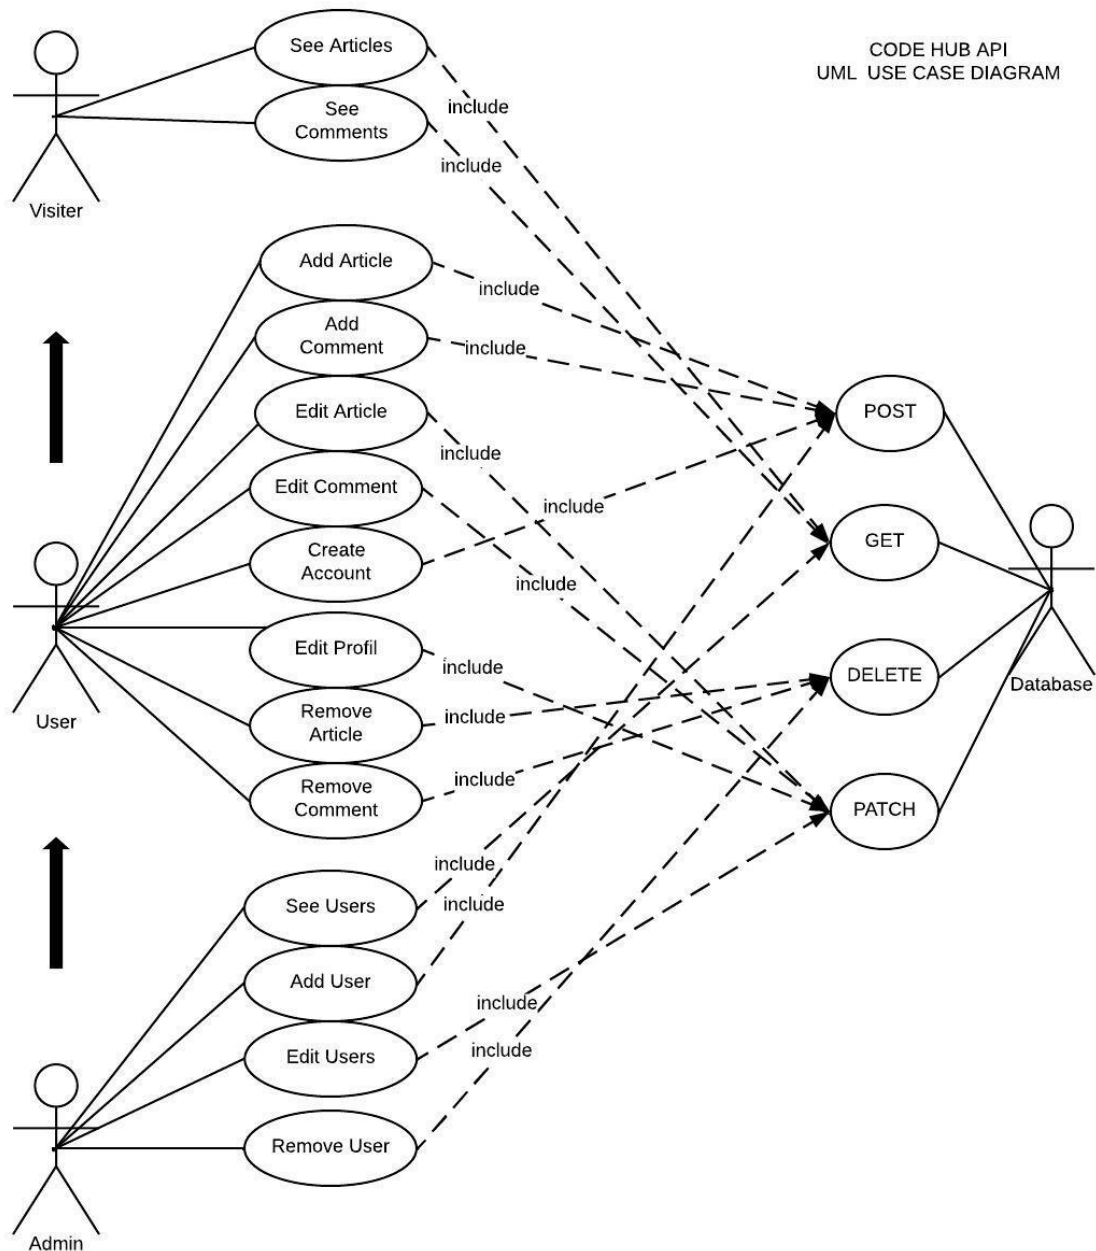 CODE HUB API
UML USE CASE DIAGRAM
See Articles
include
See
Comments
include
Visiter
Add Article
include
Add
Comment
include
Edit Article
include
POST
Edit Comment
include
Create
Account
include
GET
User
Edit Profil
include
DELETE
Database
Remove
Article
include
Remove
Comment
include
PATCH
See Users
include
Add User
include
Edit Users
include
Remove User
include
Admin